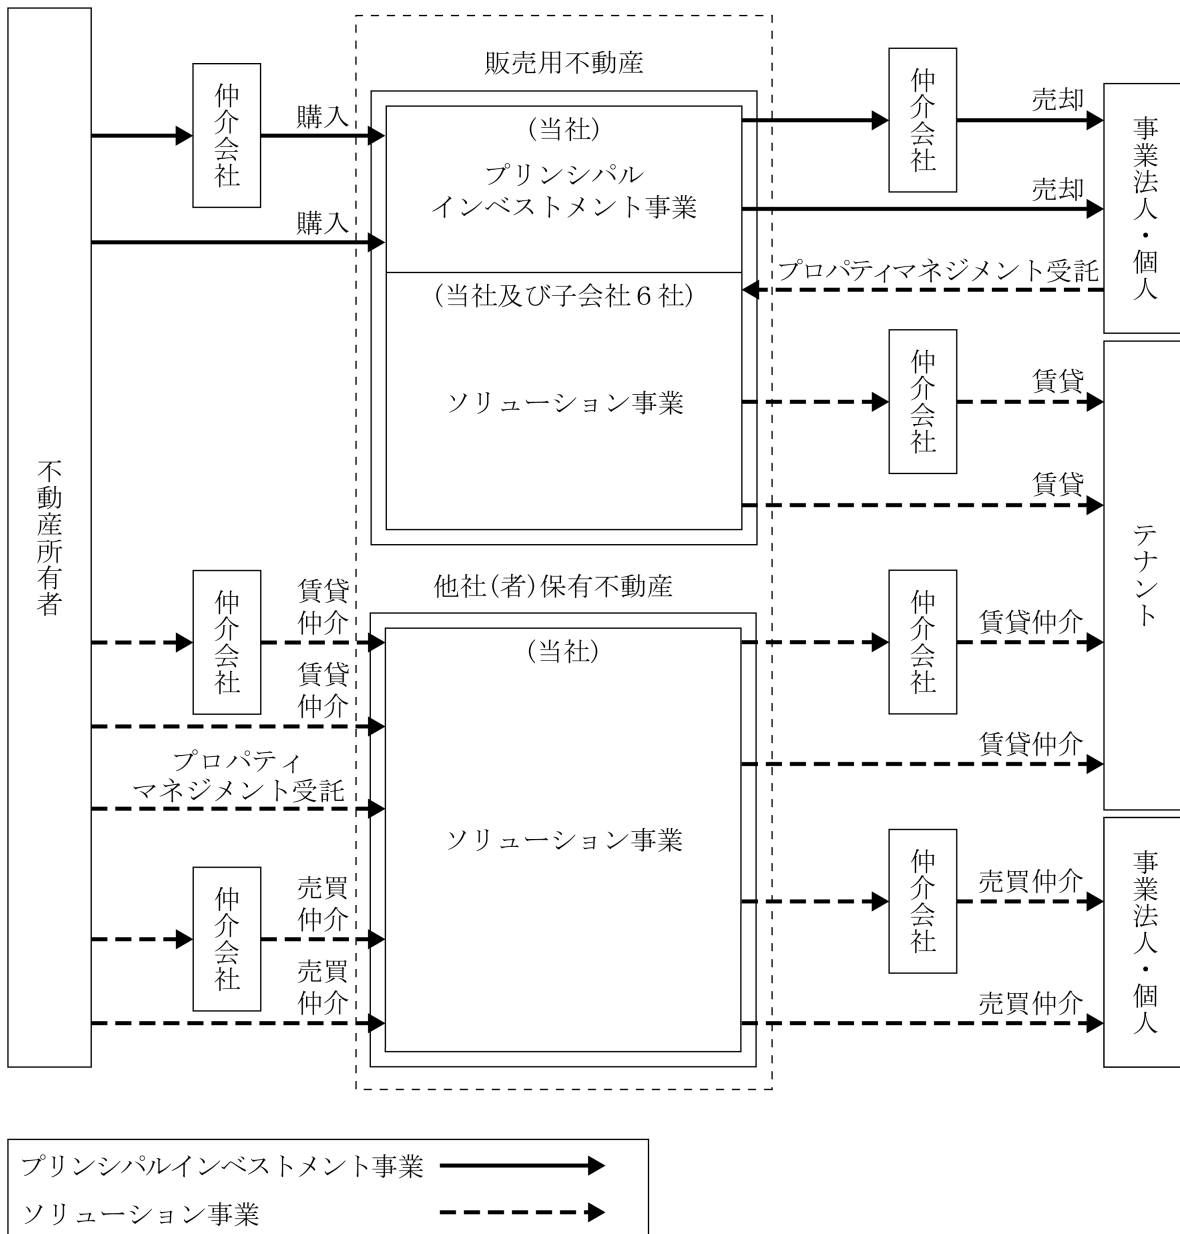 不動産所有者
仲介会社
購入
購入
販売用不動産
(当社)
プリンシパル
インベストメント事業
(当社及び子会社６社)
ソリューション事業
仲介会社
売却
売却
プロパティマネジメント受託
事業法人・個人
仲介会社
賃貸
賃貸
テナント
他社(者)保有不動産
(当社)
ソリューション事業
仲介会社
賃貸
仲介
賃貸
仲介
プロパティ
マネジメント受託
仲介会社
売買
仲介
売買
仲介
仲介会社
賃貸仲介
賃貸仲介
仲介会社
売買仲介
売買仲介
事業法人・個人
プリンシパルインベストメント事業
ソリューション事業